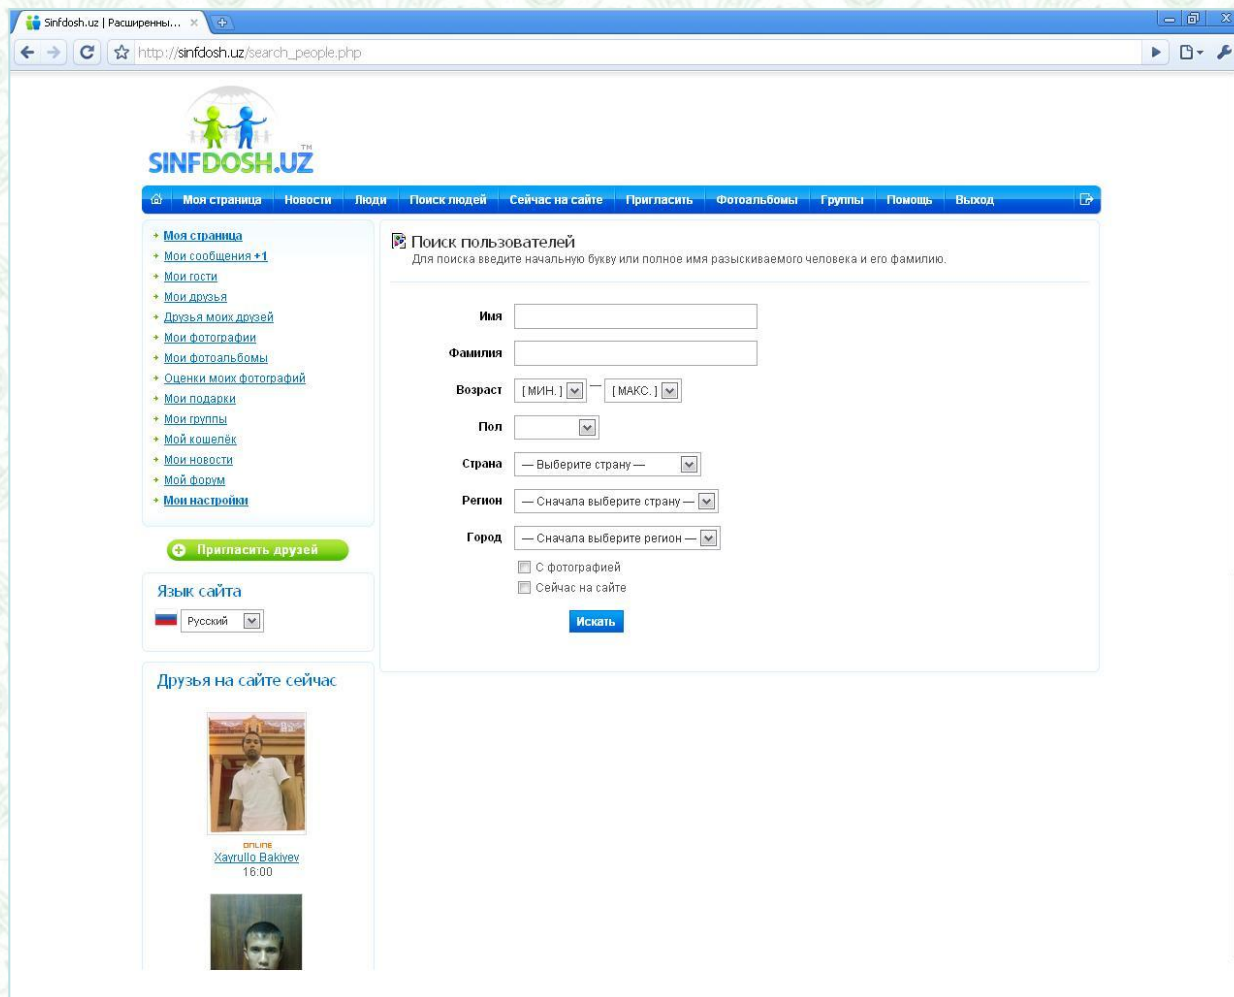 Sinfdosh.uz | Расширенны...
http://sinfdosh.uz/search_people.php
SINFDOSH.UZ TM
Моя страница Новости Люди Поиск людей Сейчас на сайте Пригласить Фотоальбомы Группы Помощь Выход
Моя страница
Мои сообщения +1
Мои гости
Мои друзья
Друзья моих друзей
Мои фотографии
Мои фотоальбомы
Оценки моих фотографий
Мои подарки
Мои группы
Мой кошелёк
Мои новости
Мой форум
Мои настройки
Пригласить друзей
Язык сайта
Русский
Друзья на сайте сейчас
ONLINE
Xayrullo Bakiyev
16:00
Поиск пользователей
Для поиска введите начальную букву или полное имя разыскиваемого человека и его фамилию.
Имя
Фамилия
Возраст [ МИН. ] — [ МАКС. ]
Пол
Страна — Выберите страну —
Регион — Сначала выберите страну —
Город — Сначала выберите регион —
С фотографией
Сейчас на сайте
Искать